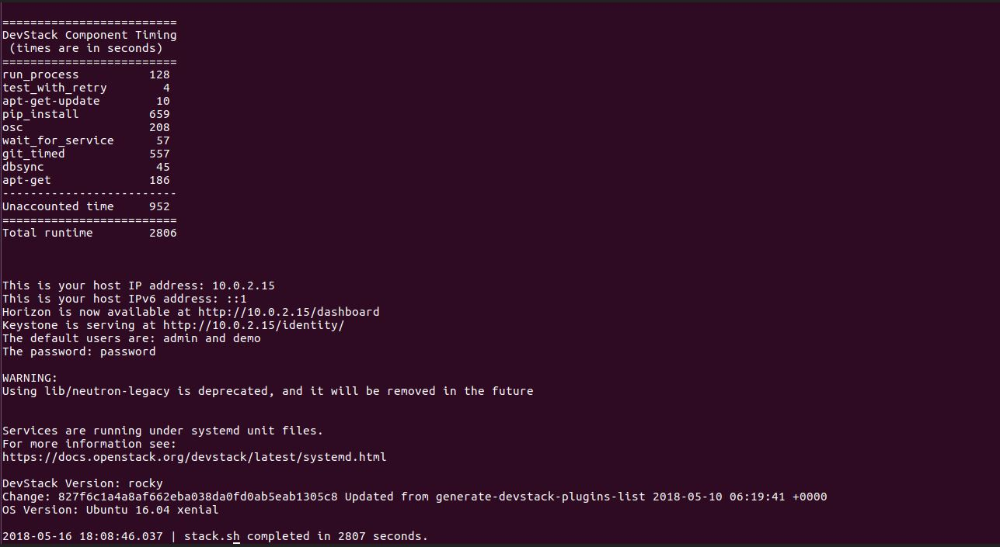 =========================
DevStack Component Timing
 (times are in seconds)
=========================
run_process          128
test_with_retry        4
apt-get-update        10
pip_install          659
osc                  208
wait_for_service      57
git_timed            557
dbsync                45
apt-get              186
-------------------------
Unaccounted time     952
=========================
Total runtime        2806
This is your host IP address: 10.0.2.15
This is your host IPv6 address: ::1
Horizon is now available at http://10.0.2.15/dashboard
Keystone is serving at http://10.0.2.15/identity/
The default users are: admin and demo
The password: password
WARNING:
Using lib/neutron-legacy is deprecated, and it will be removed in the future
Services are running under systemd unit files.
For more information see:
https://docs.openstack.org/devstack/latest/systemd.html
DevStack Version: rocky
Change: 827f6c1a4a8af662eba038da0fd0ab5eab1305c8 Updated from generate-devstack-plugins-list 2018-05-10 06:19:41 +0000
OS Version: Ubuntu 16.04 xenial
2018-05-16 18:08:46.037 | stack.sh completed in 2807 seconds.